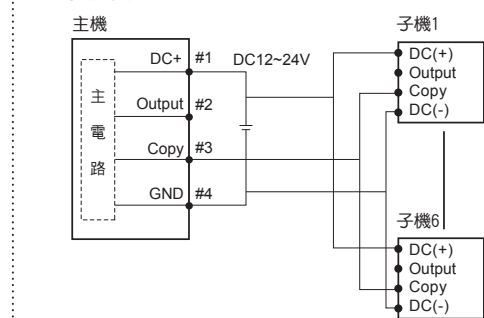 主機
DC+ #1 DC12~24V
Output #2
Copy #3
GND #4
主電路
子機1
DC(+)
Output
Copy
DC(-)
子機6
DC(+)
Output
Copy
DC(-)